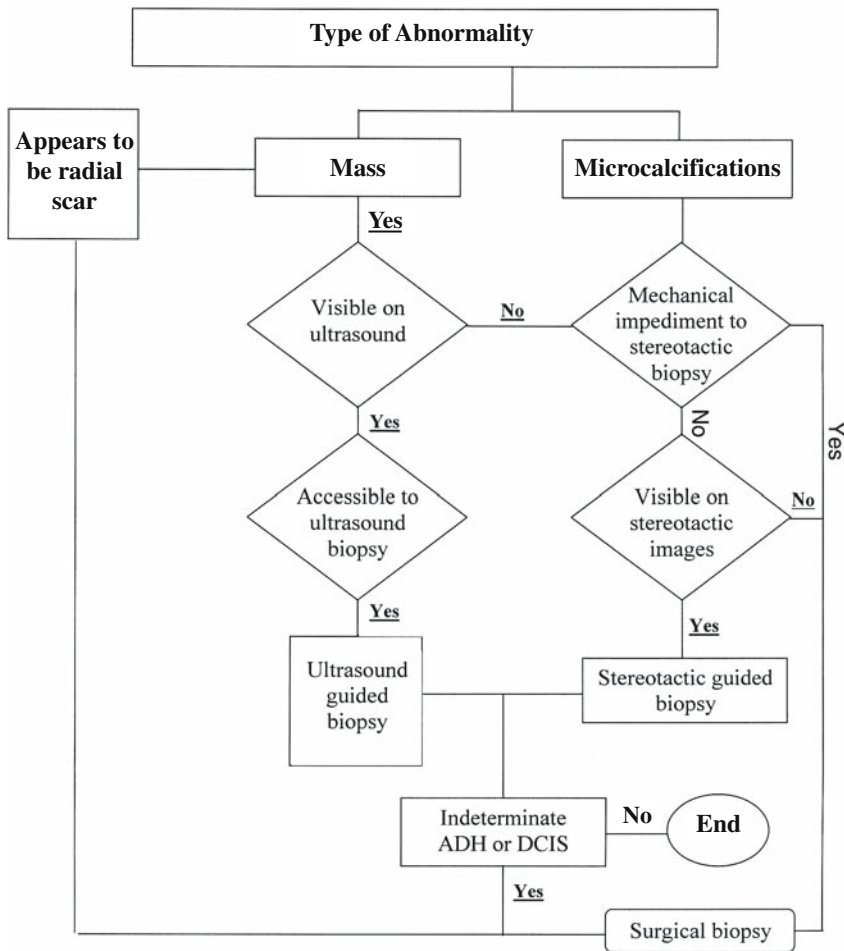 Type of Abnormality
Appears to
be radial
scar
Mass
Microcalcifications
Yes
Visible on
ultrasound
No
Mechanical
impediment to
stereotactic
biopsy
Yes
No
Yes
Accessible to
ultrasound
biopsy
Visible on
stereotactic
images
No
Yes
Yes
Ultrasound
guided
biopsy
Stereotactic guided
biopsy
Indeterminate
ADH or DCIS
No
End
Yes
Surgical biopsy